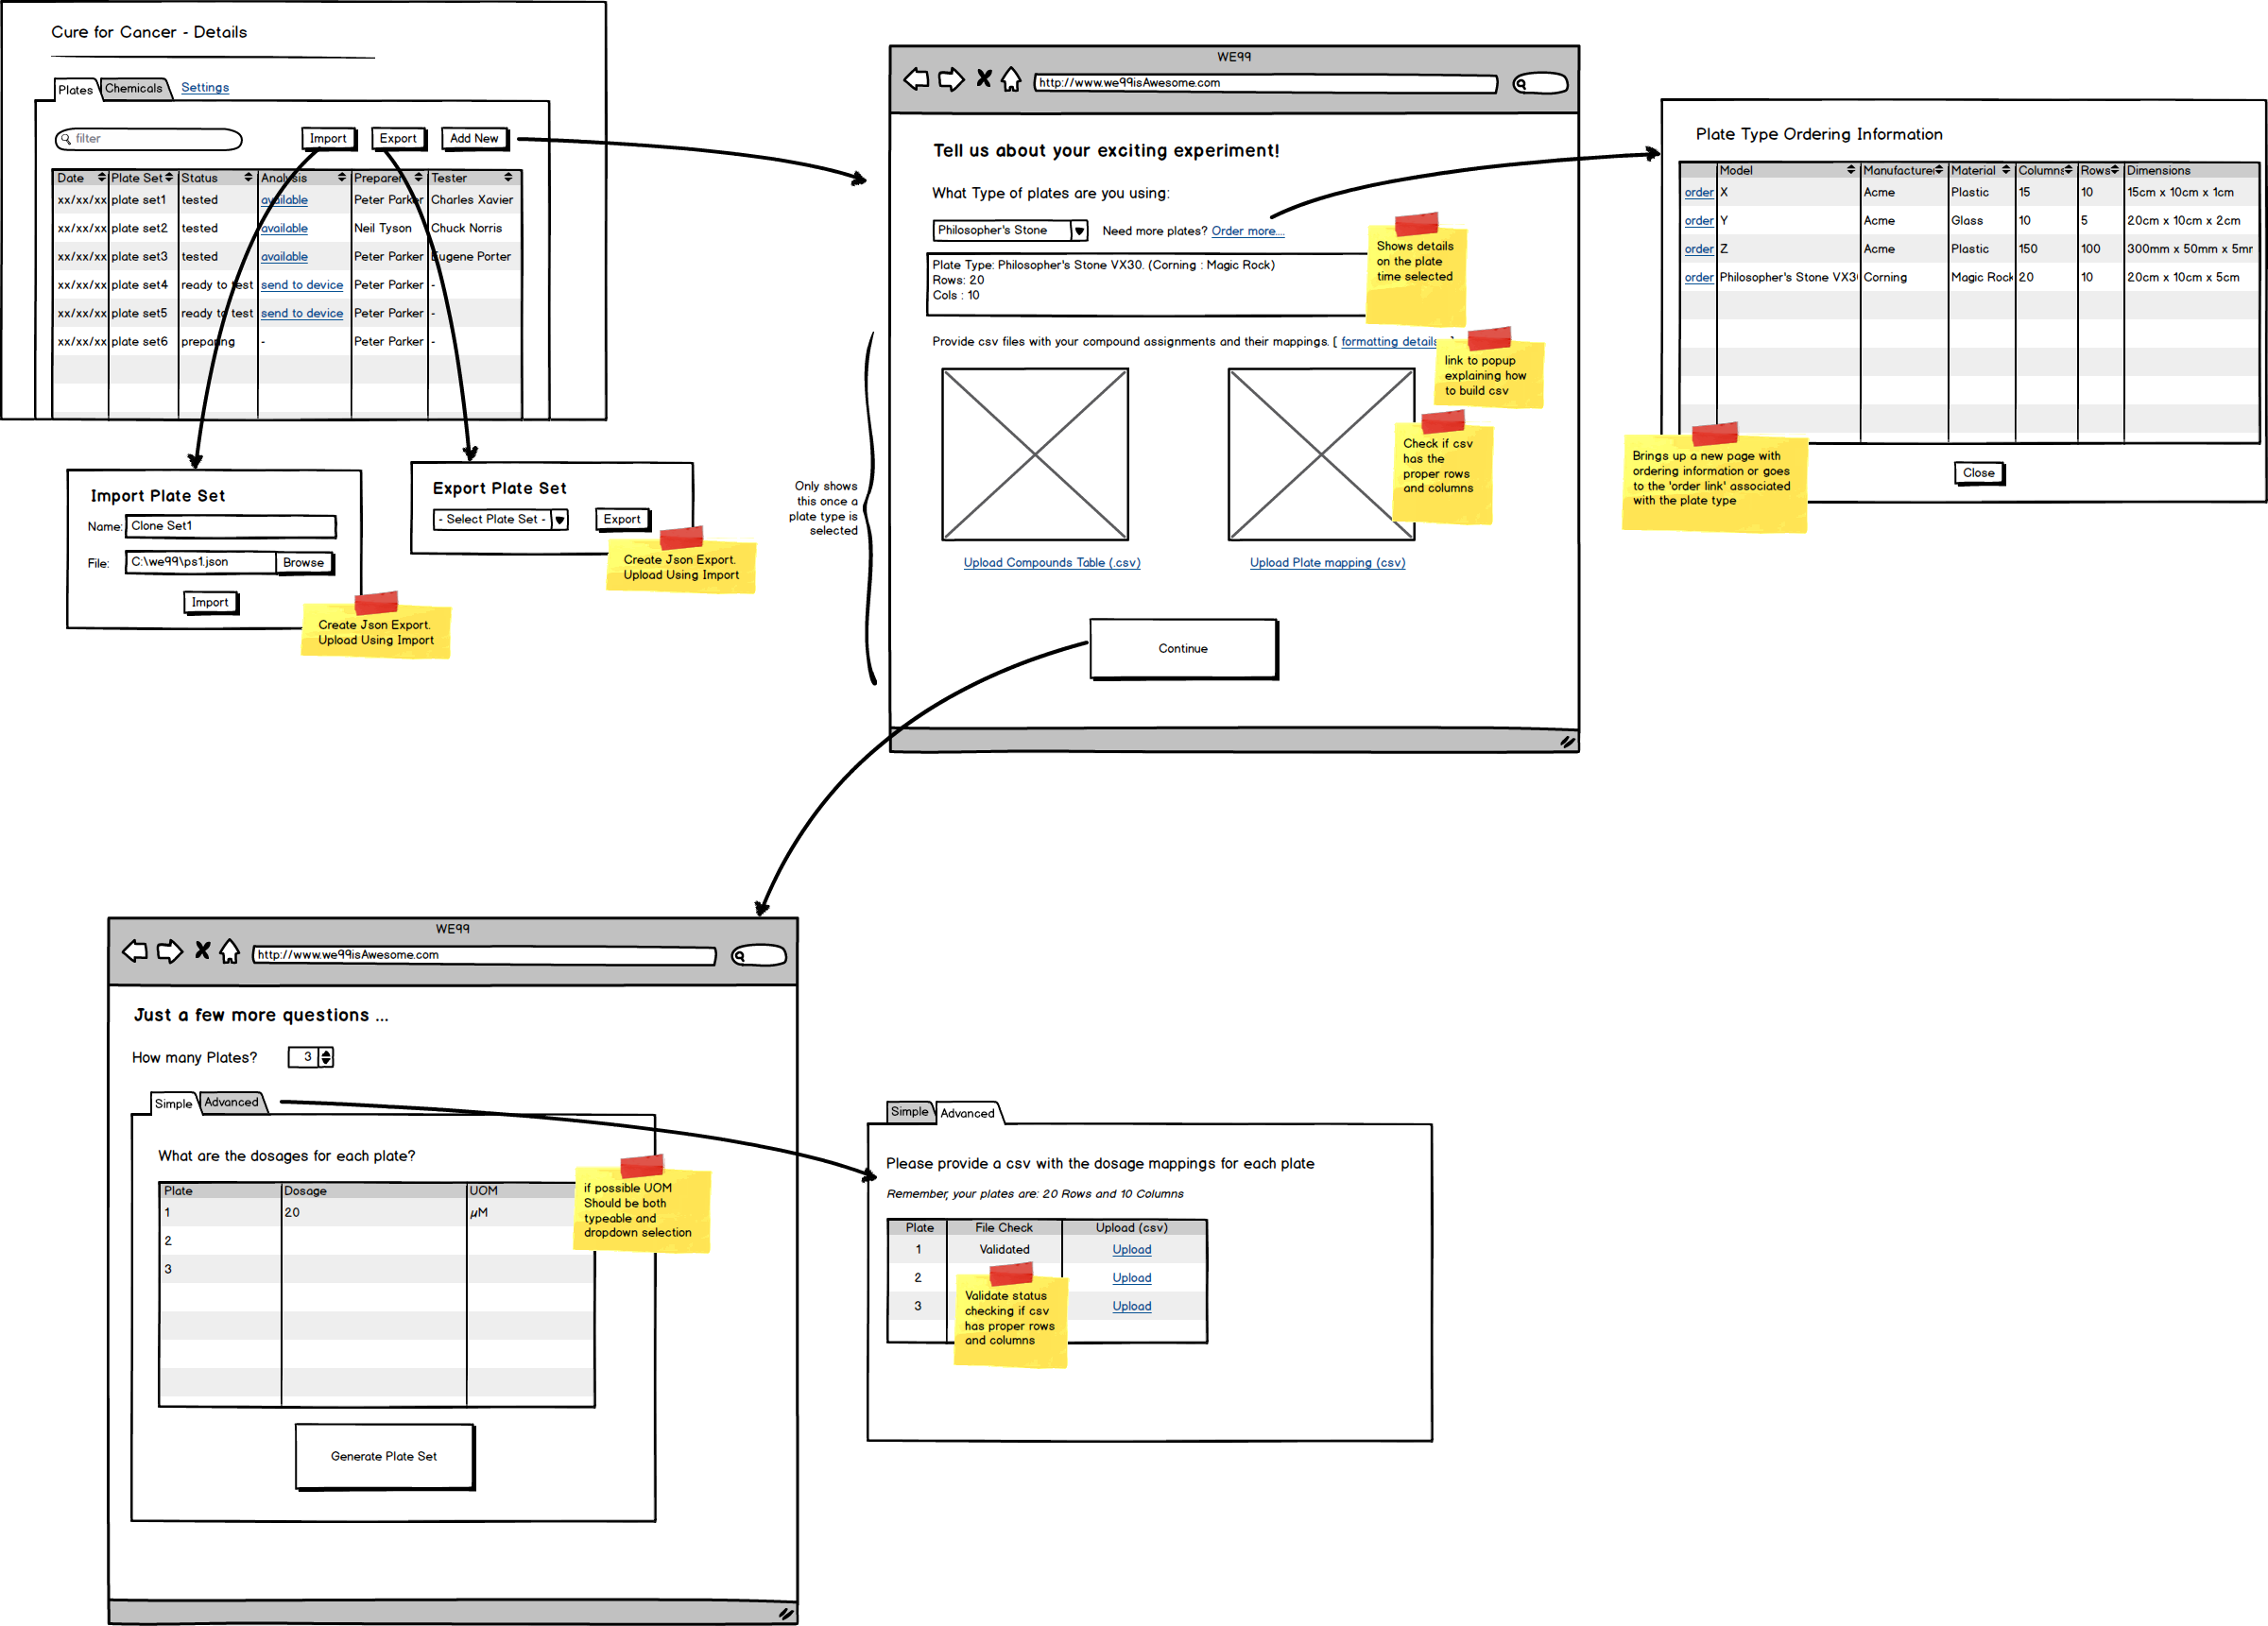 Cure for Cancer - Details
Plates Chemicals Settings
filter Import Export Add New
Date Plate Set Status Analysis Preparer Tester
xx/xx/xx plate set1 tested available Peter Parker Charles Xavier
xx/xx/xx plate set2 tested available Neil Tyson Chuck Norris
xx/xx/xx plate set3 tested available Peter Parker Eugene Porter
xx/xx/xx plate set4 ready to test send to device Peter Parker -
xx/xx/xx plate set5 ready to test send to device Peter Parker -
xx/xx/xx plate set6 preparing - Peter Parker -
Import Plate Set
Name: Clone Set1
File: C:\we99\ps1.json Browse
Import
Create Json Export.
Upload Using Import
Export Plate Set
- Select Plate Set - Export
Create Json Export.
Upload Using Import
WE99
http://www.we99isAwesome.com
Tell us about your exciting experiment!
What Type of plates are you using:
Philosopher's Stone Need more plates? Order more....
Plate Type: Philosopher's Stone VX30. (Corning : Magic Rock)
Rows: 20
Cols : 10
Shows details
on the plate
time selected
Provide csv files with your compound assignments and their mappings. [ formatting details ]
link to popup
explaining how
to build csv
Check if csv
has the
proper rows
and columns
Only shows
this once a
plate type is
selected
Upload Compounds Table (.csv) Upload Plate mapping (csv)
Continue
Plate Type Ordering Information
Model Manufacturer Material Columns Rows Dimensions
order X Acme Plastic 15 10 15cm x 10cm x 1cm
order Y Acme Glass 10 5 20cm x 10cm x 2cm
order Z Acme Plastic 150 100 300mm x 50mm x 5mm
order Philosopher's Stone VX30 Corning Magic Rock 20 10 20cm x 10cm x 5cm
Brings up a new page with
ordering information or goes
to the 'order link' associated
with the plate type
Close
WE99
http://www.we99isAwesome.com
Just a few more questions ...
How many Plates? 3
Simple Advanced
What are the dosages for each plate?
Plate Dosage UOM
1 20 µM
2
3
if possible UOM
Should be both
typeable and
dropdown selection
Generate Plate Set
Simple Advanced
Please provide a csv with the dosage mappings for each plate
Remember, your plates are: 20 Rows and 10 Columns
Plate File Check Upload (csv)
1 Validated Upload
2 Upload
3 Upload
Validate status
checking if csv
has proper rows
and columns